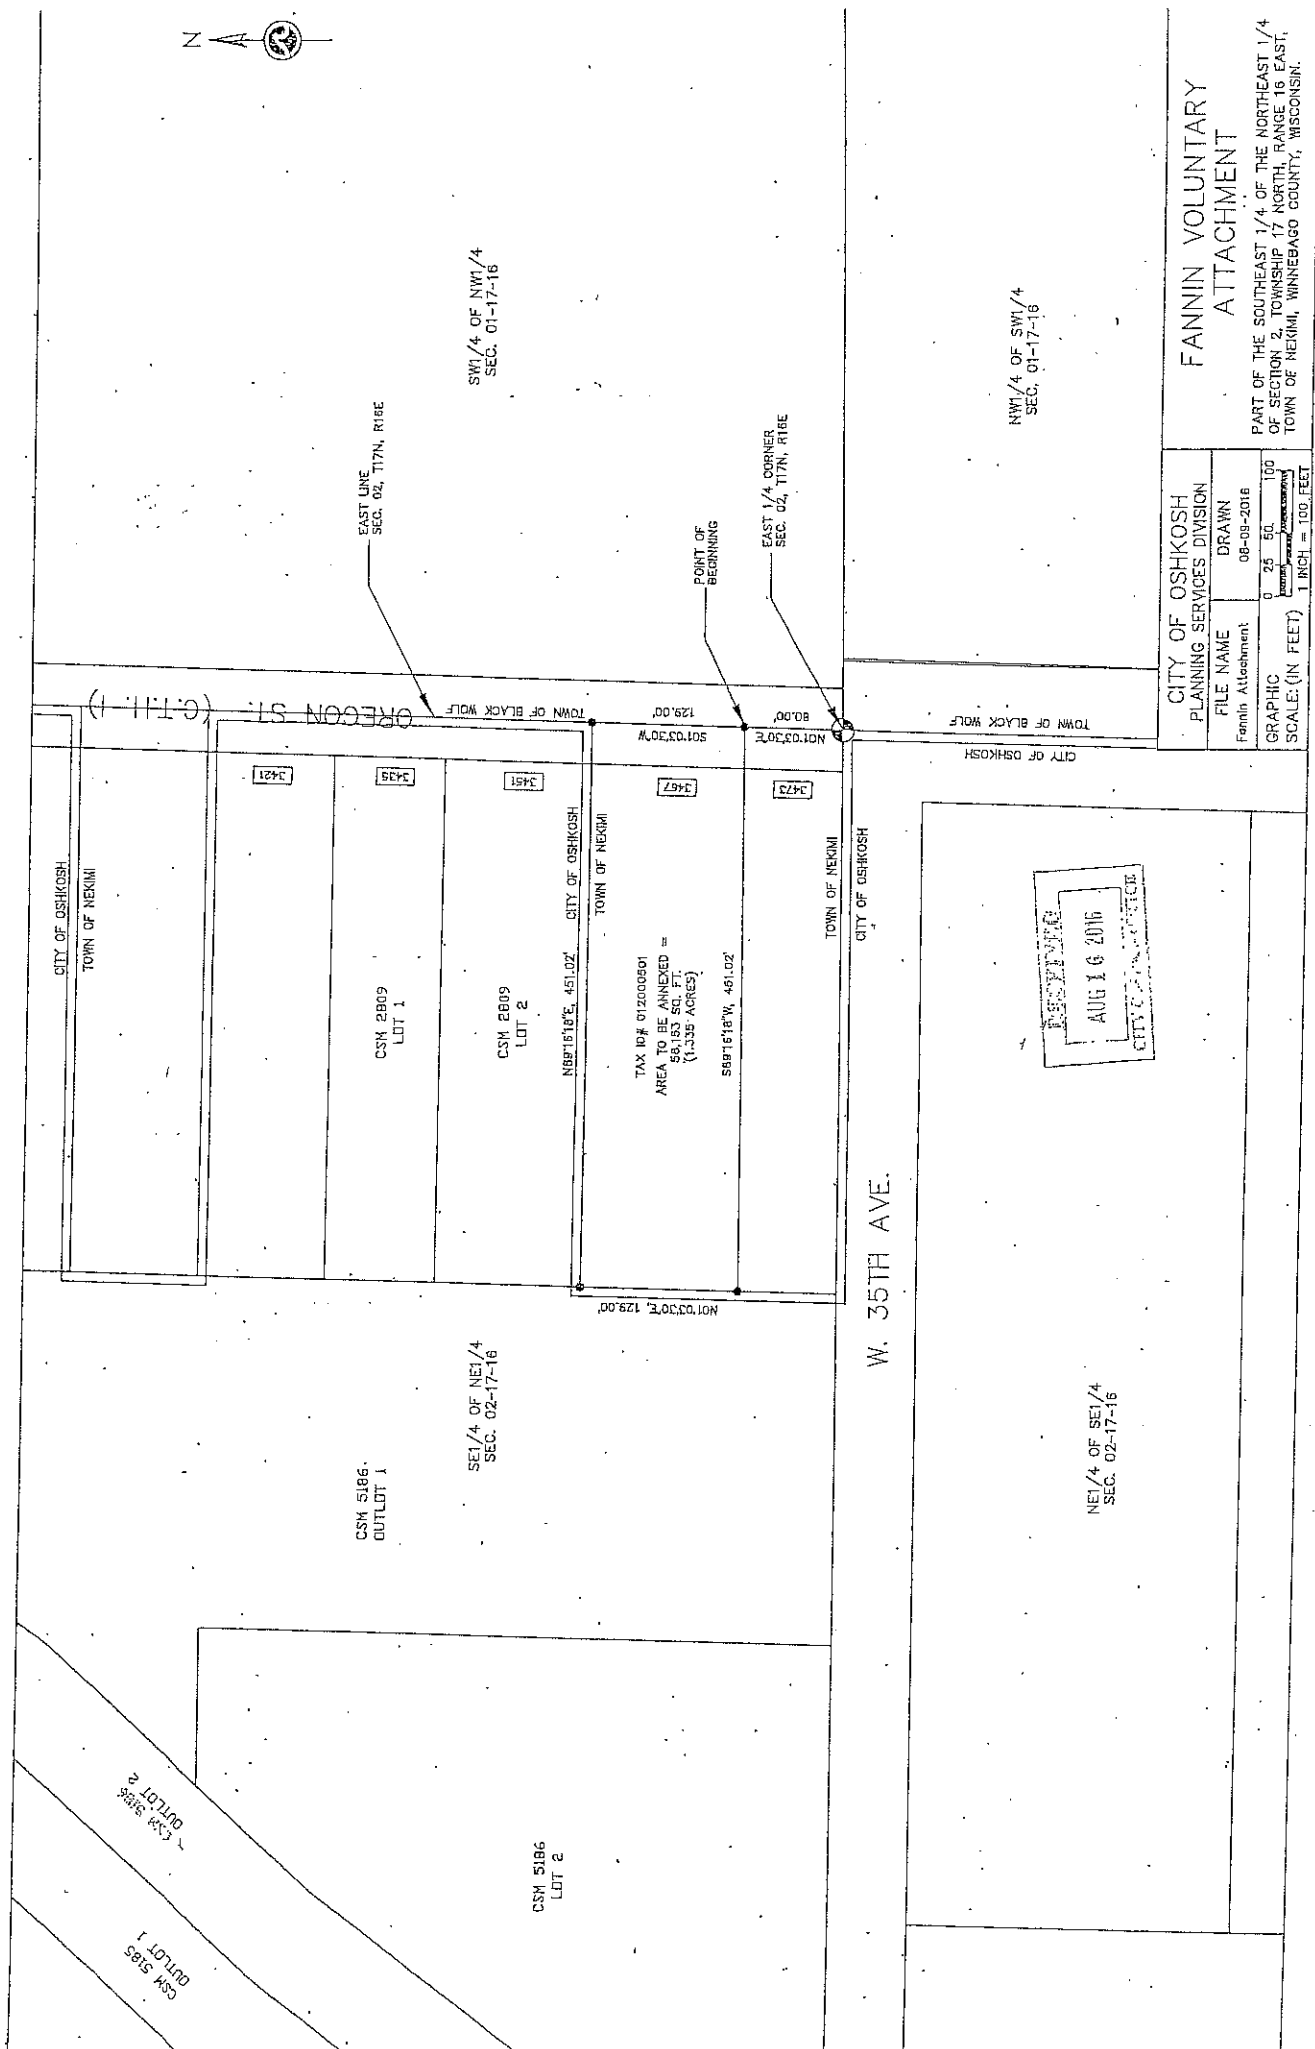 N
CITY OF OSHKOSH
TOWN OF NEKIMI
OREGON ST. (C.T.H. I)
3421
3435
3451
CSM 2809
LOT 1
CSM 2809
LOT 2
TOWN OF BLACK WOLF
EAST LINE
SEC. 02, T17N, R16E
SW1/4 OF NW1/4
SEC. 01-17-16
CSM 5185
OUTLOT 1
OUTLOT 2
CSM 5186
OUTLOT 1
SE1/4 OF NE1/4
SEC. 02-17-16
CSM 5186
LOT 2
N89°16'18"E, 451.02'
CITY OF OSHKOSH
TOWN OF NEKIMI
N01°03'30"E, 129.00'
TAX ID# 012000601
AREA TO BE ANNEXED =
58,153 SQ. FT.
(1.335 ACRES)
3467
S01°03'30"W
129.00'
S89°16'18"W, 451.02'
POINT OF
BEGINNING
3473
N01°03'30"E
80.00'
EAST 1/4 CORNER
SEC. 02, T17N, R16E
TOWN OF NEKIMI
CITY OF OSHKOSH
W. 35TH AVE.
CITY OF OSHKOSH
TOWN OF BLACK WOLF
NW1/4 OF SW1/4
SEC. 01-17-16
NE1/4 OF SE1/4
SEC. 02-17-16
RECEIVED
AUG 16 2016
CITY OF OSHKOSH
PLANNING SERVICES DIVISION
FILE NAME
Fannin Attachment
DRAWN
08-09-2016
GRAPHIC
SCALE: (IN FEET)
0 25 50 100
1 INCH = 100 FEET
FANNIN VOLUNTARY
ATTACHMENT
PART OF THE SOUTHEAST 1/4 OF THE NORTHEAST 1/4
OF SECTION 2, TOWNSHIP 17 NORTH, RANGE 16 EAST,
TOWN OF NEKIMI, WINNEBAGO COUNTY, WISCONSIN.